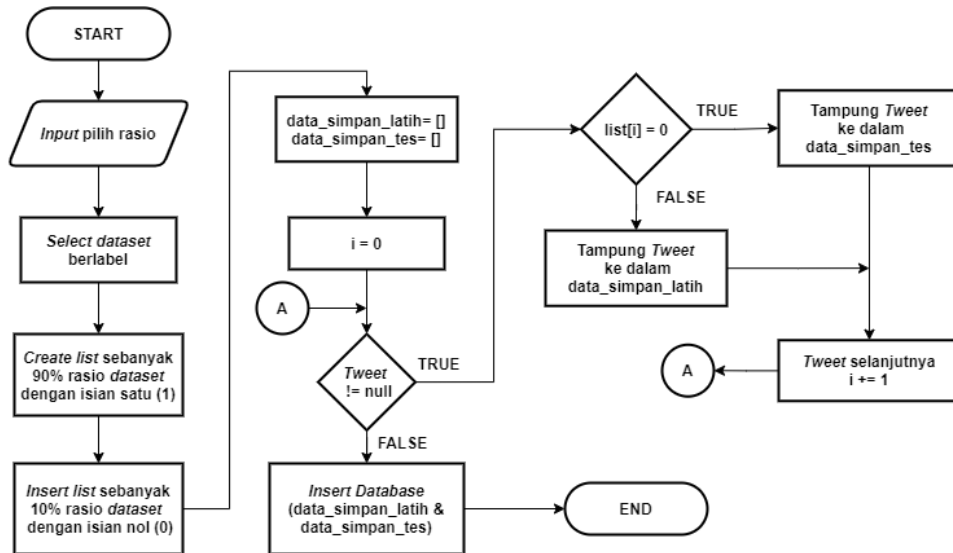 START
Input pilih rasio
Select dataset
berlabel
Create list sebanyak
90% rasio dataset
dengan isian satu (1)
Insert list sebanyak
10% rasio dataset
dengan isian nol (0)
data_simpan_latih= []
data_simpan_tes= []
i = 0
A
Tweet
!= null
TRUE
FALSE
Insert Database
(data_simpan_latih &
data_simpan_tes)
END
list[i] = 0
TRUE
FALSE
Tampung Tweet
ke dalam
data_simpan_tes
Tampung Tweet
ke dalam
data_simpan_latih
Tweet selanjutnya
i += 1
A